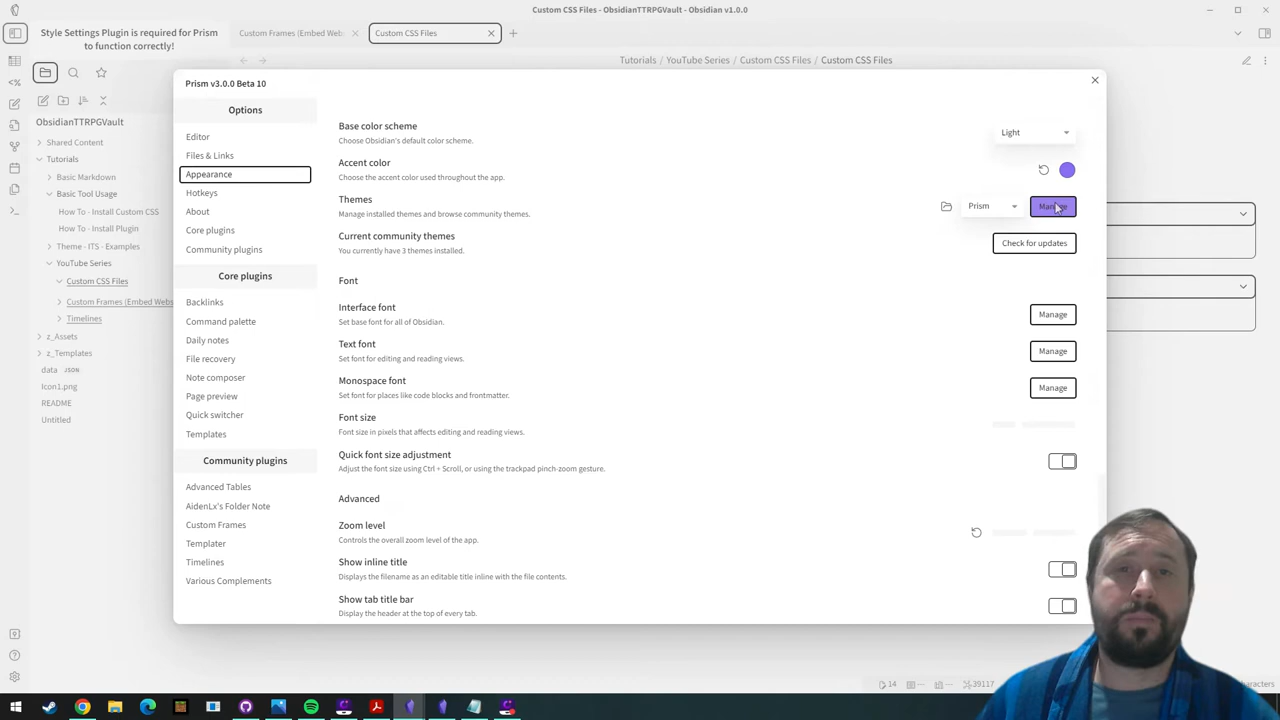 Custom CSS Files - ObsidianTTRPGVault - Obsidian v1.0.0
Style Settings Plugin is required for Prism
to function correctly!
Custom Frames (Embed Webs
Custom CSS Files
Tutorials / YouTube Series / Custom CSS Files / Custom CSS Files
ObsidianTTRPGVault
Shared Content
Tutorials
Basic Markdown
Basic Tool Usage
How To - Install Custom CSS
How To - Install Plugin
Theme - ITS - Examples
YouTube Series
Custom CSS Files
Custom Frames (Embed Webs
Timelines
z_Assets
z_Templates
data JSON
Icon1.png
README
Untitled
Prism v3.0.0 Beta 10
Options
Editor
Files & Links
Appearance
Hotkeys
About
Core plugins
Community plugins
Core plugins
Backlinks
Command palette
Daily notes
File recovery
Note composer
Page preview
Quick switcher
Templates
Community plugins
Advanced Tables
AidenLx's Folder Note
Custom Frames
Templater
Timelines
Various Complements
Base color scheme
Choose Obsidian's default color scheme.
Light
Accent color
Choose the accent color used throughout the app.
Themes
Manage installed themes and browse community themes.
Prism
Manage
Current community themes
You currently have 3 themes installed.
Check for updates
Font
Interface font
Set base font for all of Obsidian.
Manage
Text font
Set font for editing and reading views.
Manage
Monospace font
Set font for places like code blocks and frontmatter.
Manage
Font size
Font size in pixels that affects editing and reading views.
Quick font size adjustment
Adjust the font size using Ctrl + Scroll, or using the trackpad pinch-zoom gesture.
Advanced
Zoom level
Controls the overall zoom level of the app.
Show inline title
Displays the filename as an editable title inline with the file contents.
Show tab title bar
Display the header at the top of every tab.
14
39117